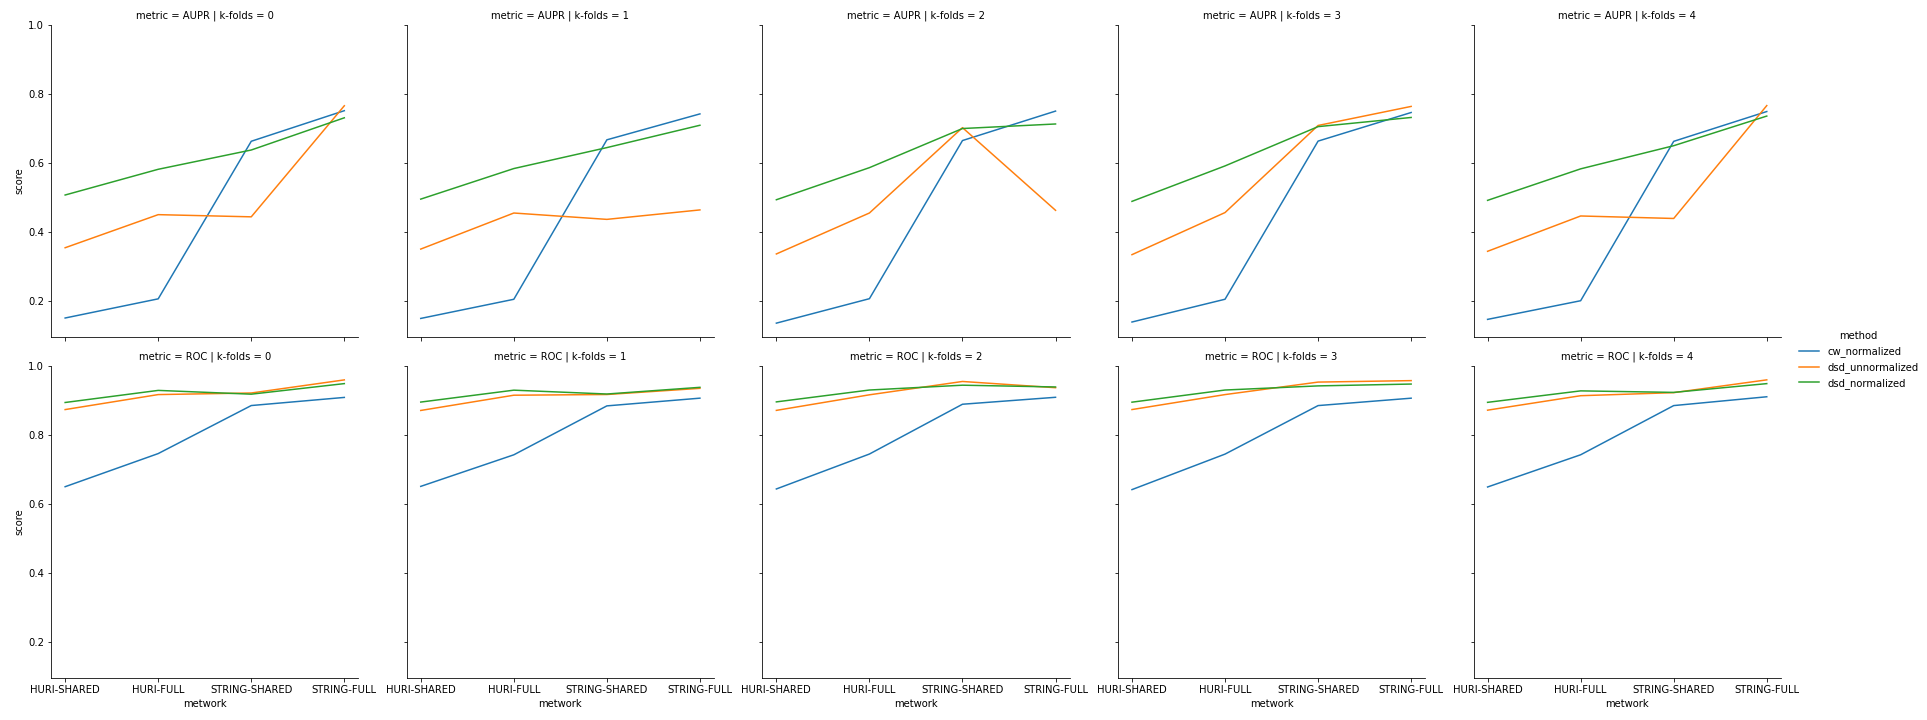 metric = AUPR | k-folds = 0
metric = AUPR | k-folds = 1
metric = AUPR | k-folds = 2
metric = AUPR | k-folds = 3
metric = AUPR | k-folds = 4
1.0
0.8
0.6
0.4
0.2
score
metric = ROC | k-folds = 0
metric = ROC | k-folds = 1
metric = ROC | k-folds = 2
metric = ROC | k-folds = 3
metric = ROC | k-folds = 4
1.0
0.8
0.6
0.4
0.2
score
HURI-SHARED HURI-FULL STRING-SHARED STRING-FULL
metwork
HURI-SHARED HURI-FULL STRING-SHARED STRING-FULL
metwork
HURI-SHARED HURI-FULL STRING-SHARED STRING-FULL
metwork
HURI-SHARED HURI-FULL STRING-SHARED STRING-FULL
metwork
HURI-SHARED HURI-FULL STRING-SHARED STRING-FULL
metwork
method
cw_normalized
dsd_unnormalized
dsd_normalized